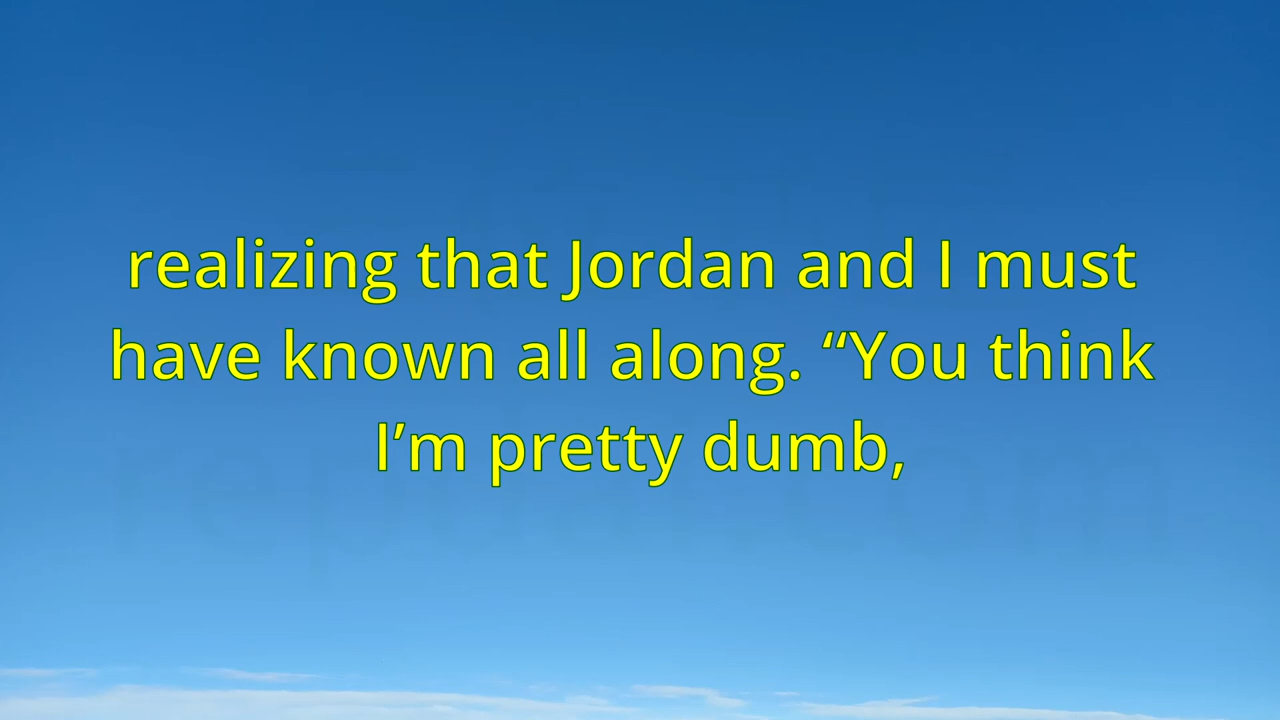 realizing that Jordan and I must
have known all along. “You think
I’m pretty dumb,